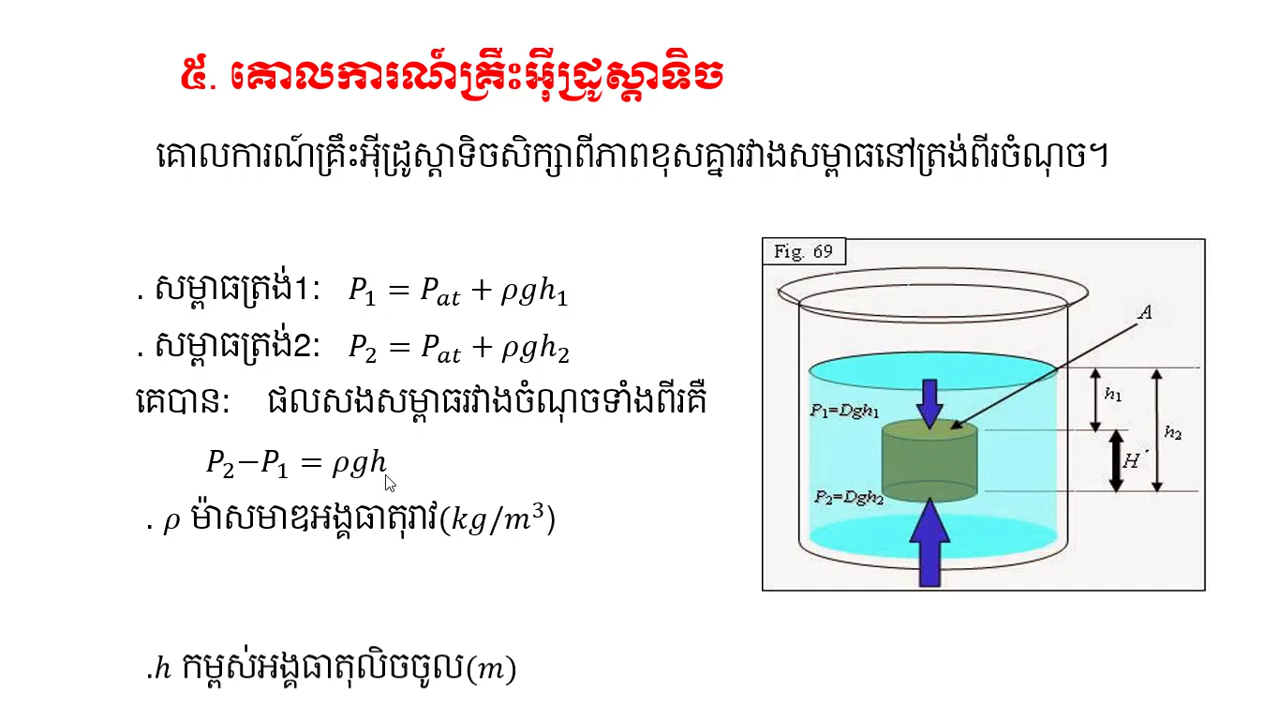 ៥. គោលការណ៍គ្រឹះអ៊ីដ្រូស្តាទិច
គោលការណ៍គ្រឹះអ៊ីដ្រូស្តាទិចសិក្សាពីភាពខុសគ្នារវាងសម្ពាធនៅត្រង់ពីរចំណុច។
. សម្ពាធត្រង់1: P₁ = Pₐₜ + ρgh₁
. សម្ពាធត្រង់2: P₂ = Pₐₜ + ρgh₂
គេបាន: ផលសងសម្ពាធរវាងចំណុចទាំងពីរគឺ
P₂−P₁ = ρgh
. ρ ម៉ាសមាឌអង្គធាតុរាវ(kg/m³)
.h កម្ពស់អង្គធាតុលិចចូល(m)
Fig. 69
A
P₁=Dgh₁
h₁
h₂
H´
P₂=Dgh₂